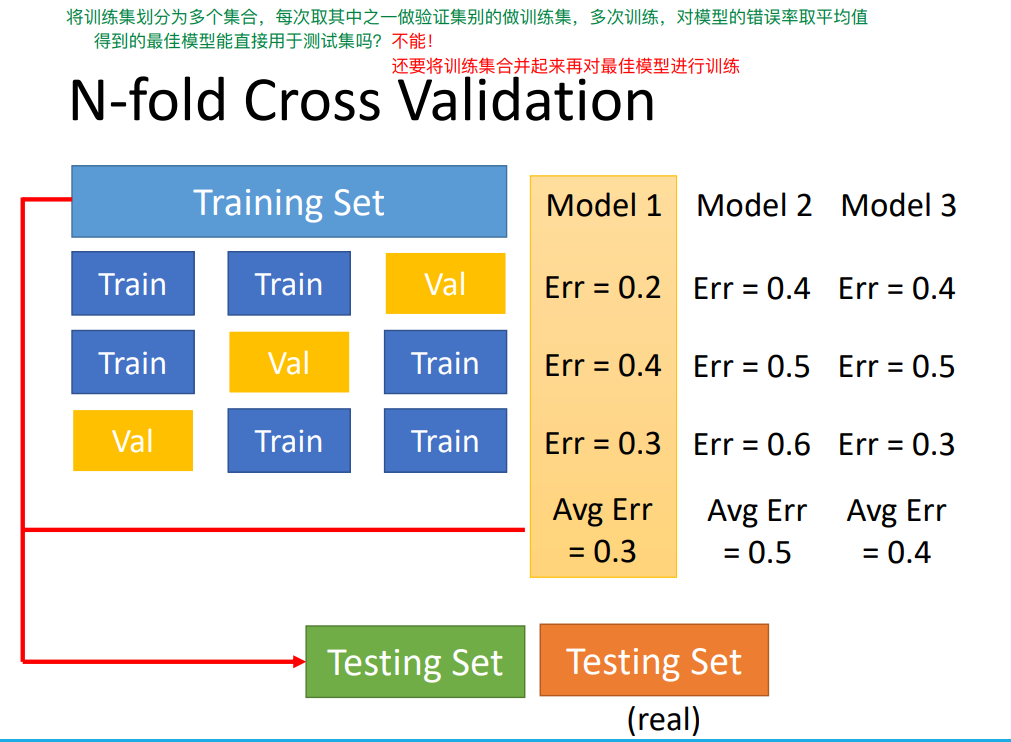 将训练集划分为多个集合，每次取其中之一做验证集别的做训练集，多次训练，对模型的错误率取平均值
得到的最佳模型能直接用于测试集吗？不能！
还要将训练集合并起来再对最佳模型进行训练
N-fold Cross Validation
Training Set
Model 1 Model 2 Model 3
Train Train Val
Err = 0.2 Err = 0.4 Err = 0.4
Train Val Train
Err = 0.4 Err = 0.5 Err = 0.5
Val Train Train
Err = 0.3 Err = 0.6 Err = 0.3
Avg Err Avg Err Avg Err
= 0.3 = 0.5 = 0.4
Testing Set Testing Set
(real)